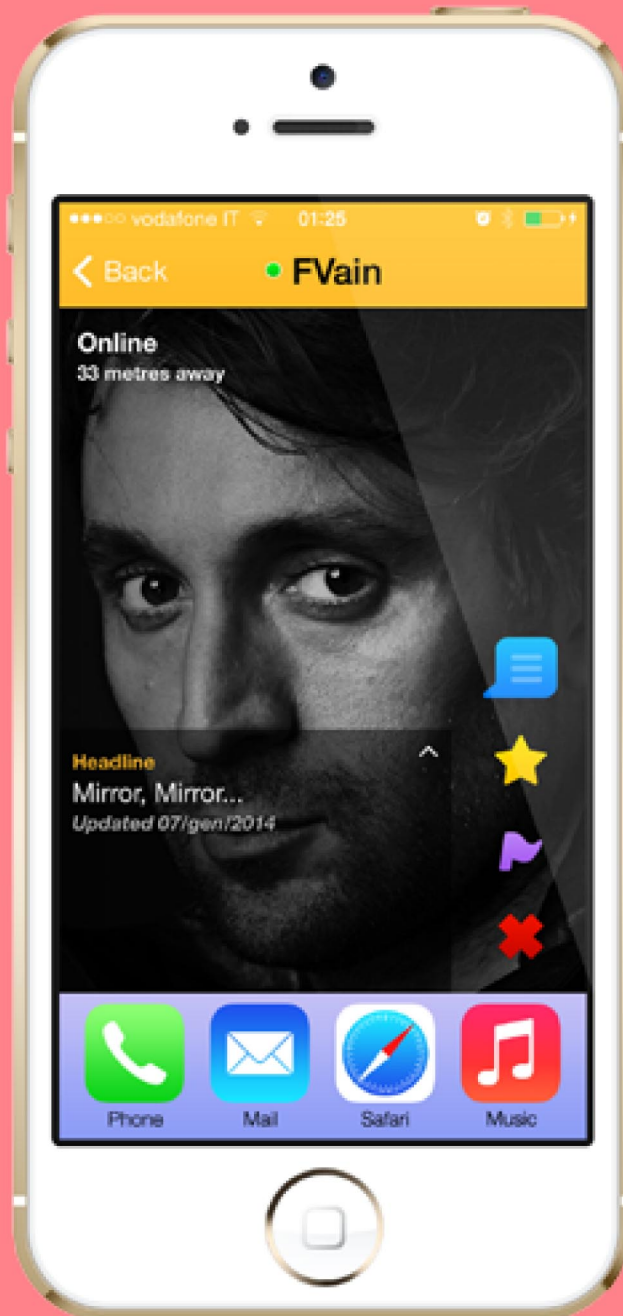 vodafone IT 01:25
Back FVain
Online
33 metres away
Headline
Mirror, Mirror...
Updated 07/gen/2014
Phone Mail Safari Music